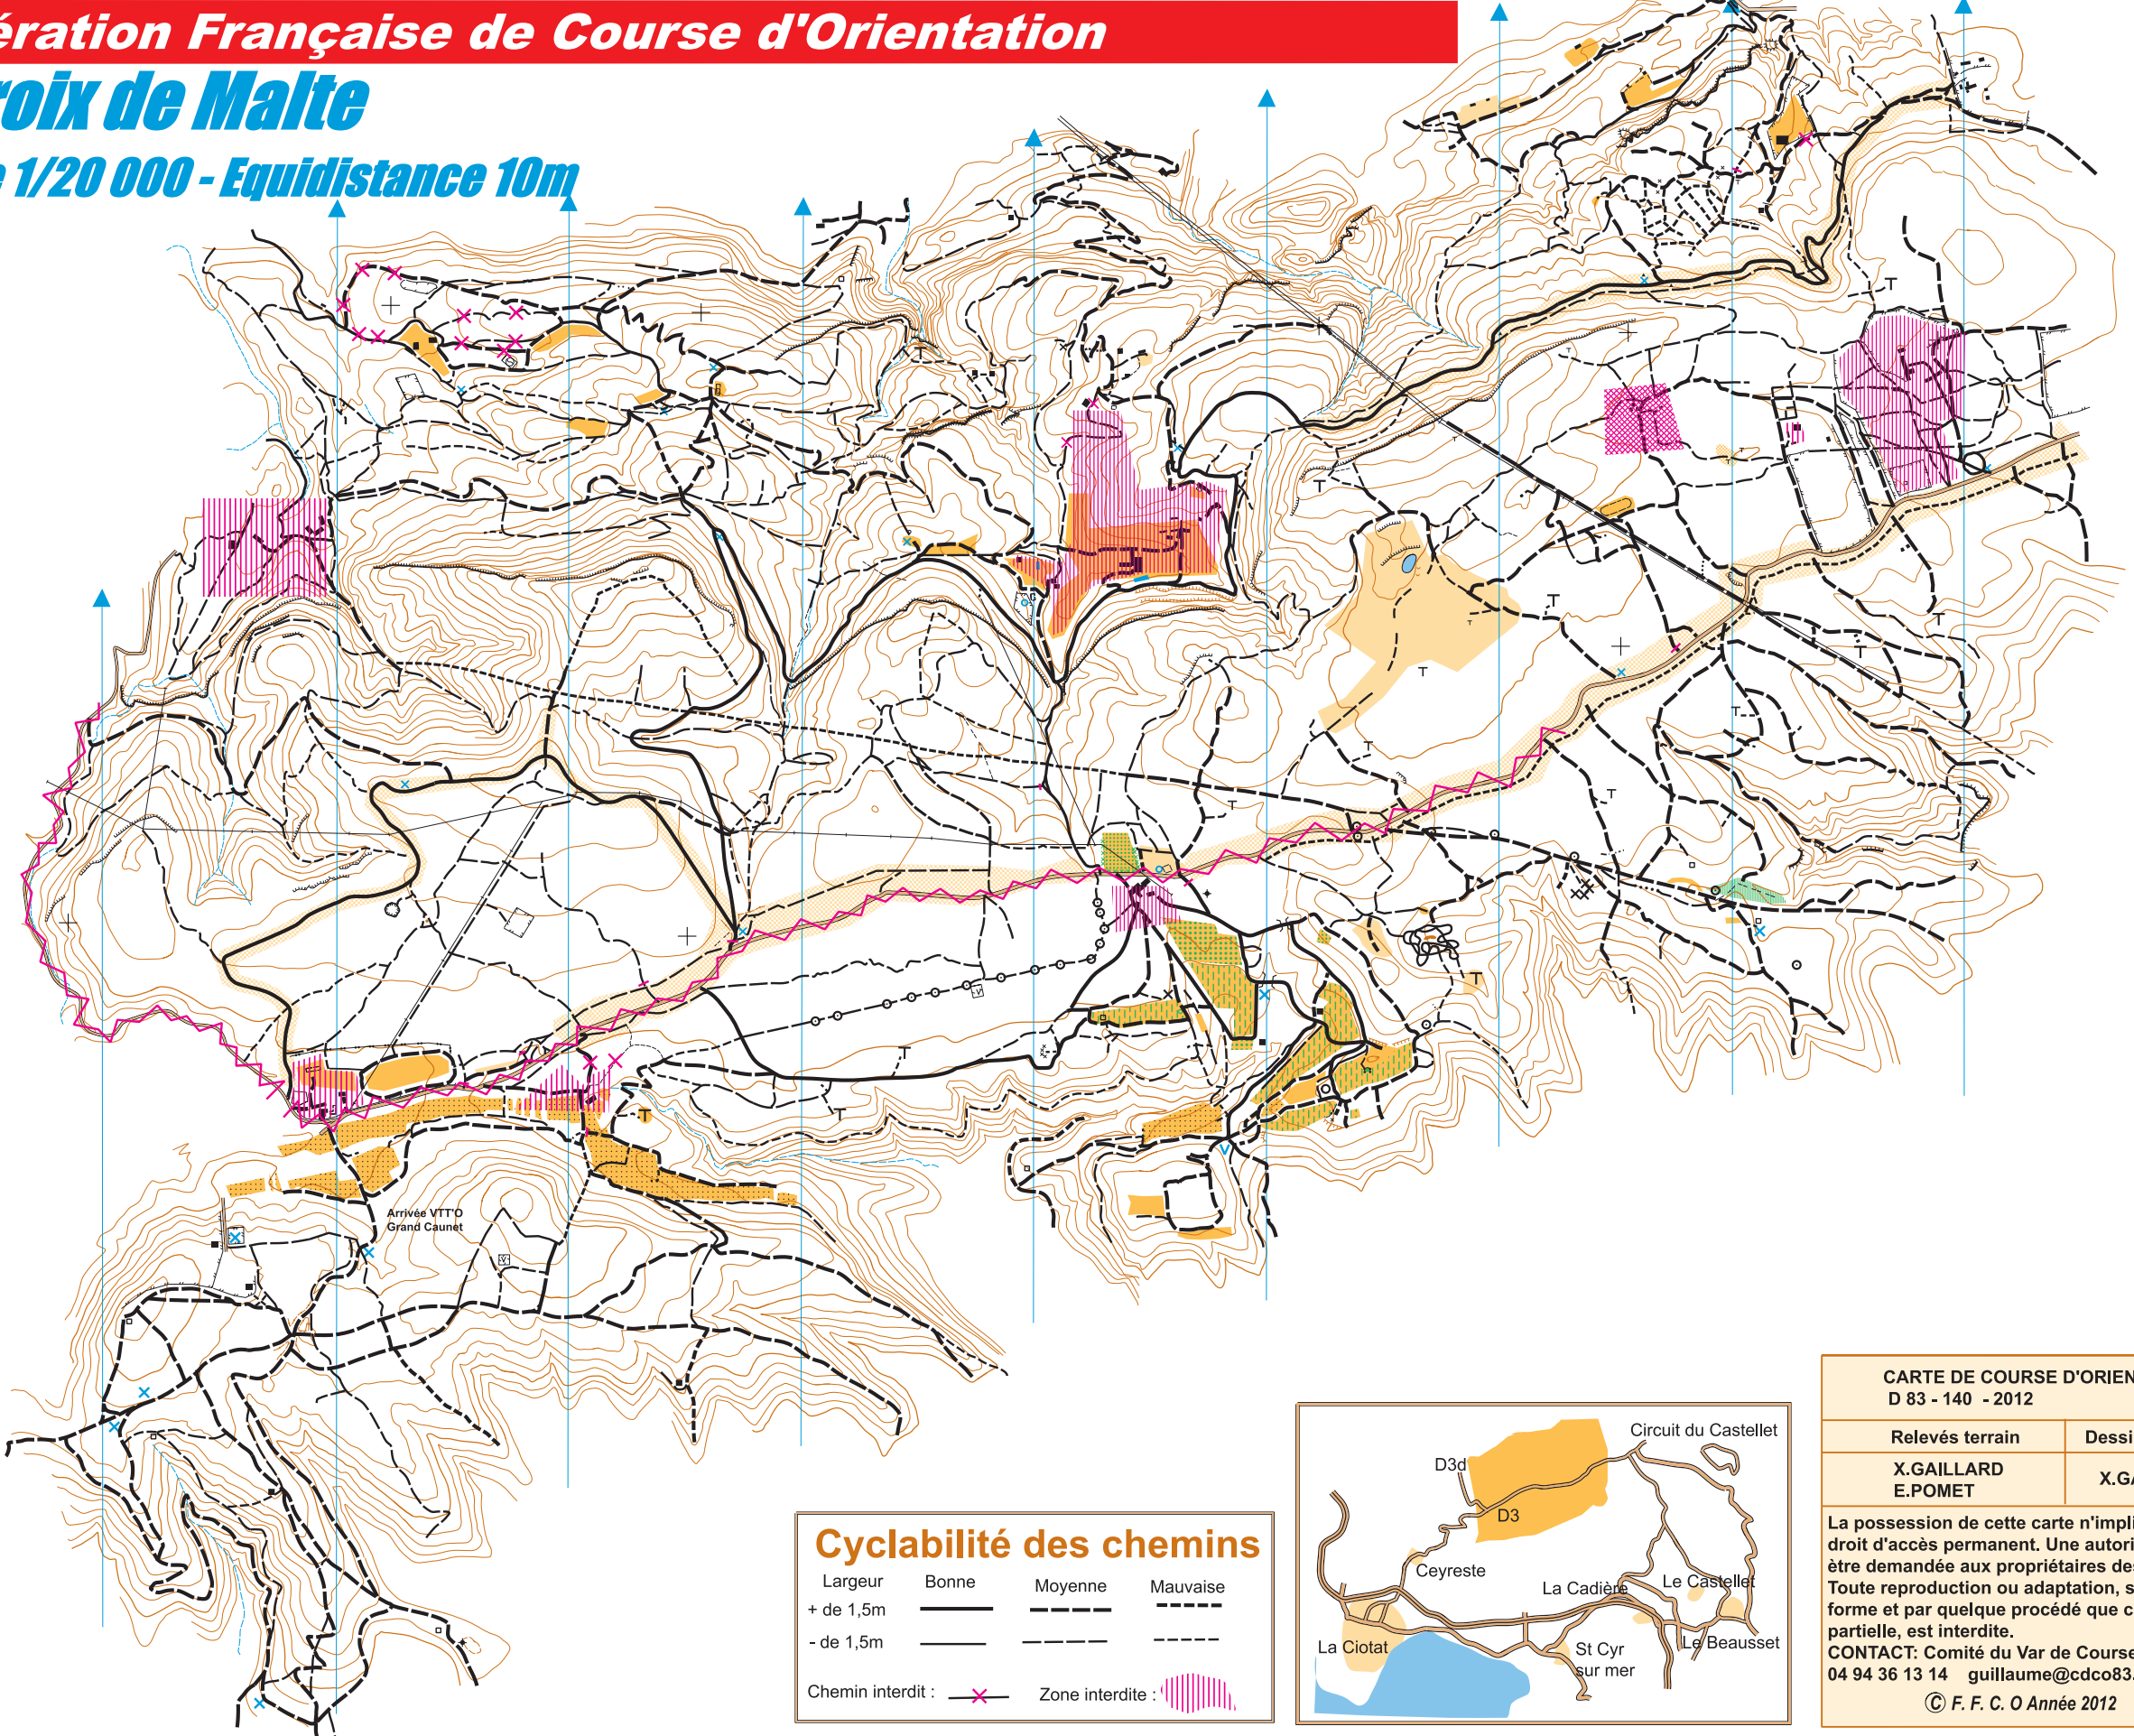 ération Française de Course d'Orientation
roix de Malte
1/20 000 - Equidistance 10m
Arrivée VTT'O
Grand Caunet
Cyclabilité des chemins
Largeur Bonne Moyenne Mauvaise
+ de 1,5m
- de 1,5m
Chemin interdit : Zone interdite :
Circuit du Castellet
D3d
D3
Ceyreste
La Cadière Le Castellet
La Ciotat
St Cyr
sur mer
Le Beausset
CARTE DE COURSE D'ORIEN
D 83 - 140 - 2012
Relevés terrain Dessi
X.GAILLARD
E.POMET
X.GA
La possession de cette carte n'impli
droit d'accès permanent. Une autori
ètre demandée aux propriétaires des
Toute reproduction ou adaptation, s
forme et par quelque procédé que c
partielle, est interdite.
CONTACT: Comité du Var de Course
04 94 36 13 14 guillaume@cdco83.
© F. F. C. O Année 2012